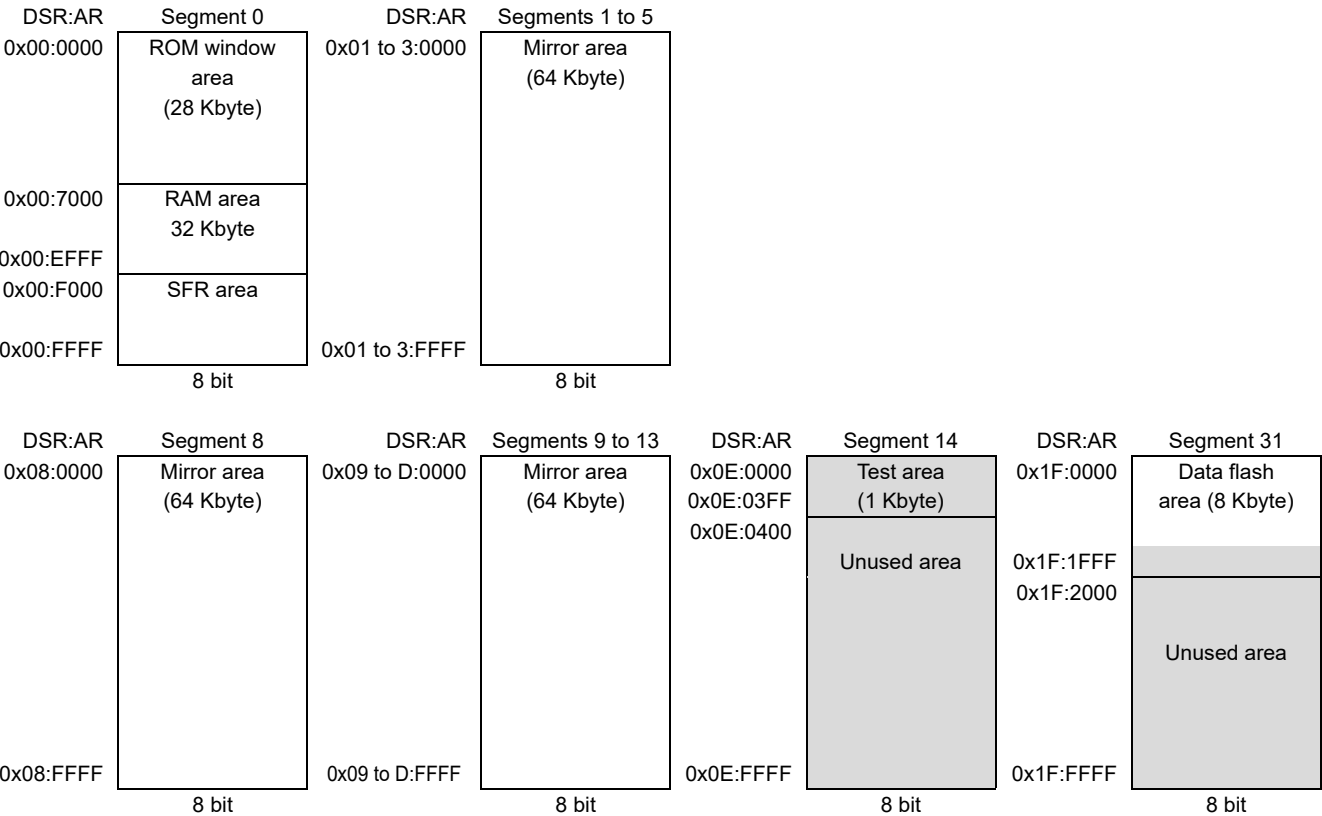 DSR:AR Segment 0 DSR:AR Segments 1 to 5
0x00:0000 ROM window 0x01 to 3:0000 Mirror area
area (64 Kbyte)
(28 Kbyte)
0x00:7000 RAM area
32 Kbyte
0x00:EFFF
0x00:F000 SFR area
0x00:FFFF 0x01 to 3:FFFF
8 bit 8 bit
DSR:AR Segment 8 DSR:AR Segments 9 to 13 DSR:AR Segment 14 DSR:AR Segment 31
0x08:0000 Mirror area 0x09 to D:0000 Mirror area 0x0E:0000 Test area 0x1F:0000 Data flash
(64 Kbyte) (64 Kbyte) 0x0E:03FF (1 Kbyte) area (8 Kbyte)
0x0E:0400
Unused area 0x1F:1FFF
0x1F:2000
Unused area
0x08:FFFF 0x09 to D:FFFF 0x0E:FFFF 0x1F:FFFF
8 bit 8 bit 8 bit 8 bit